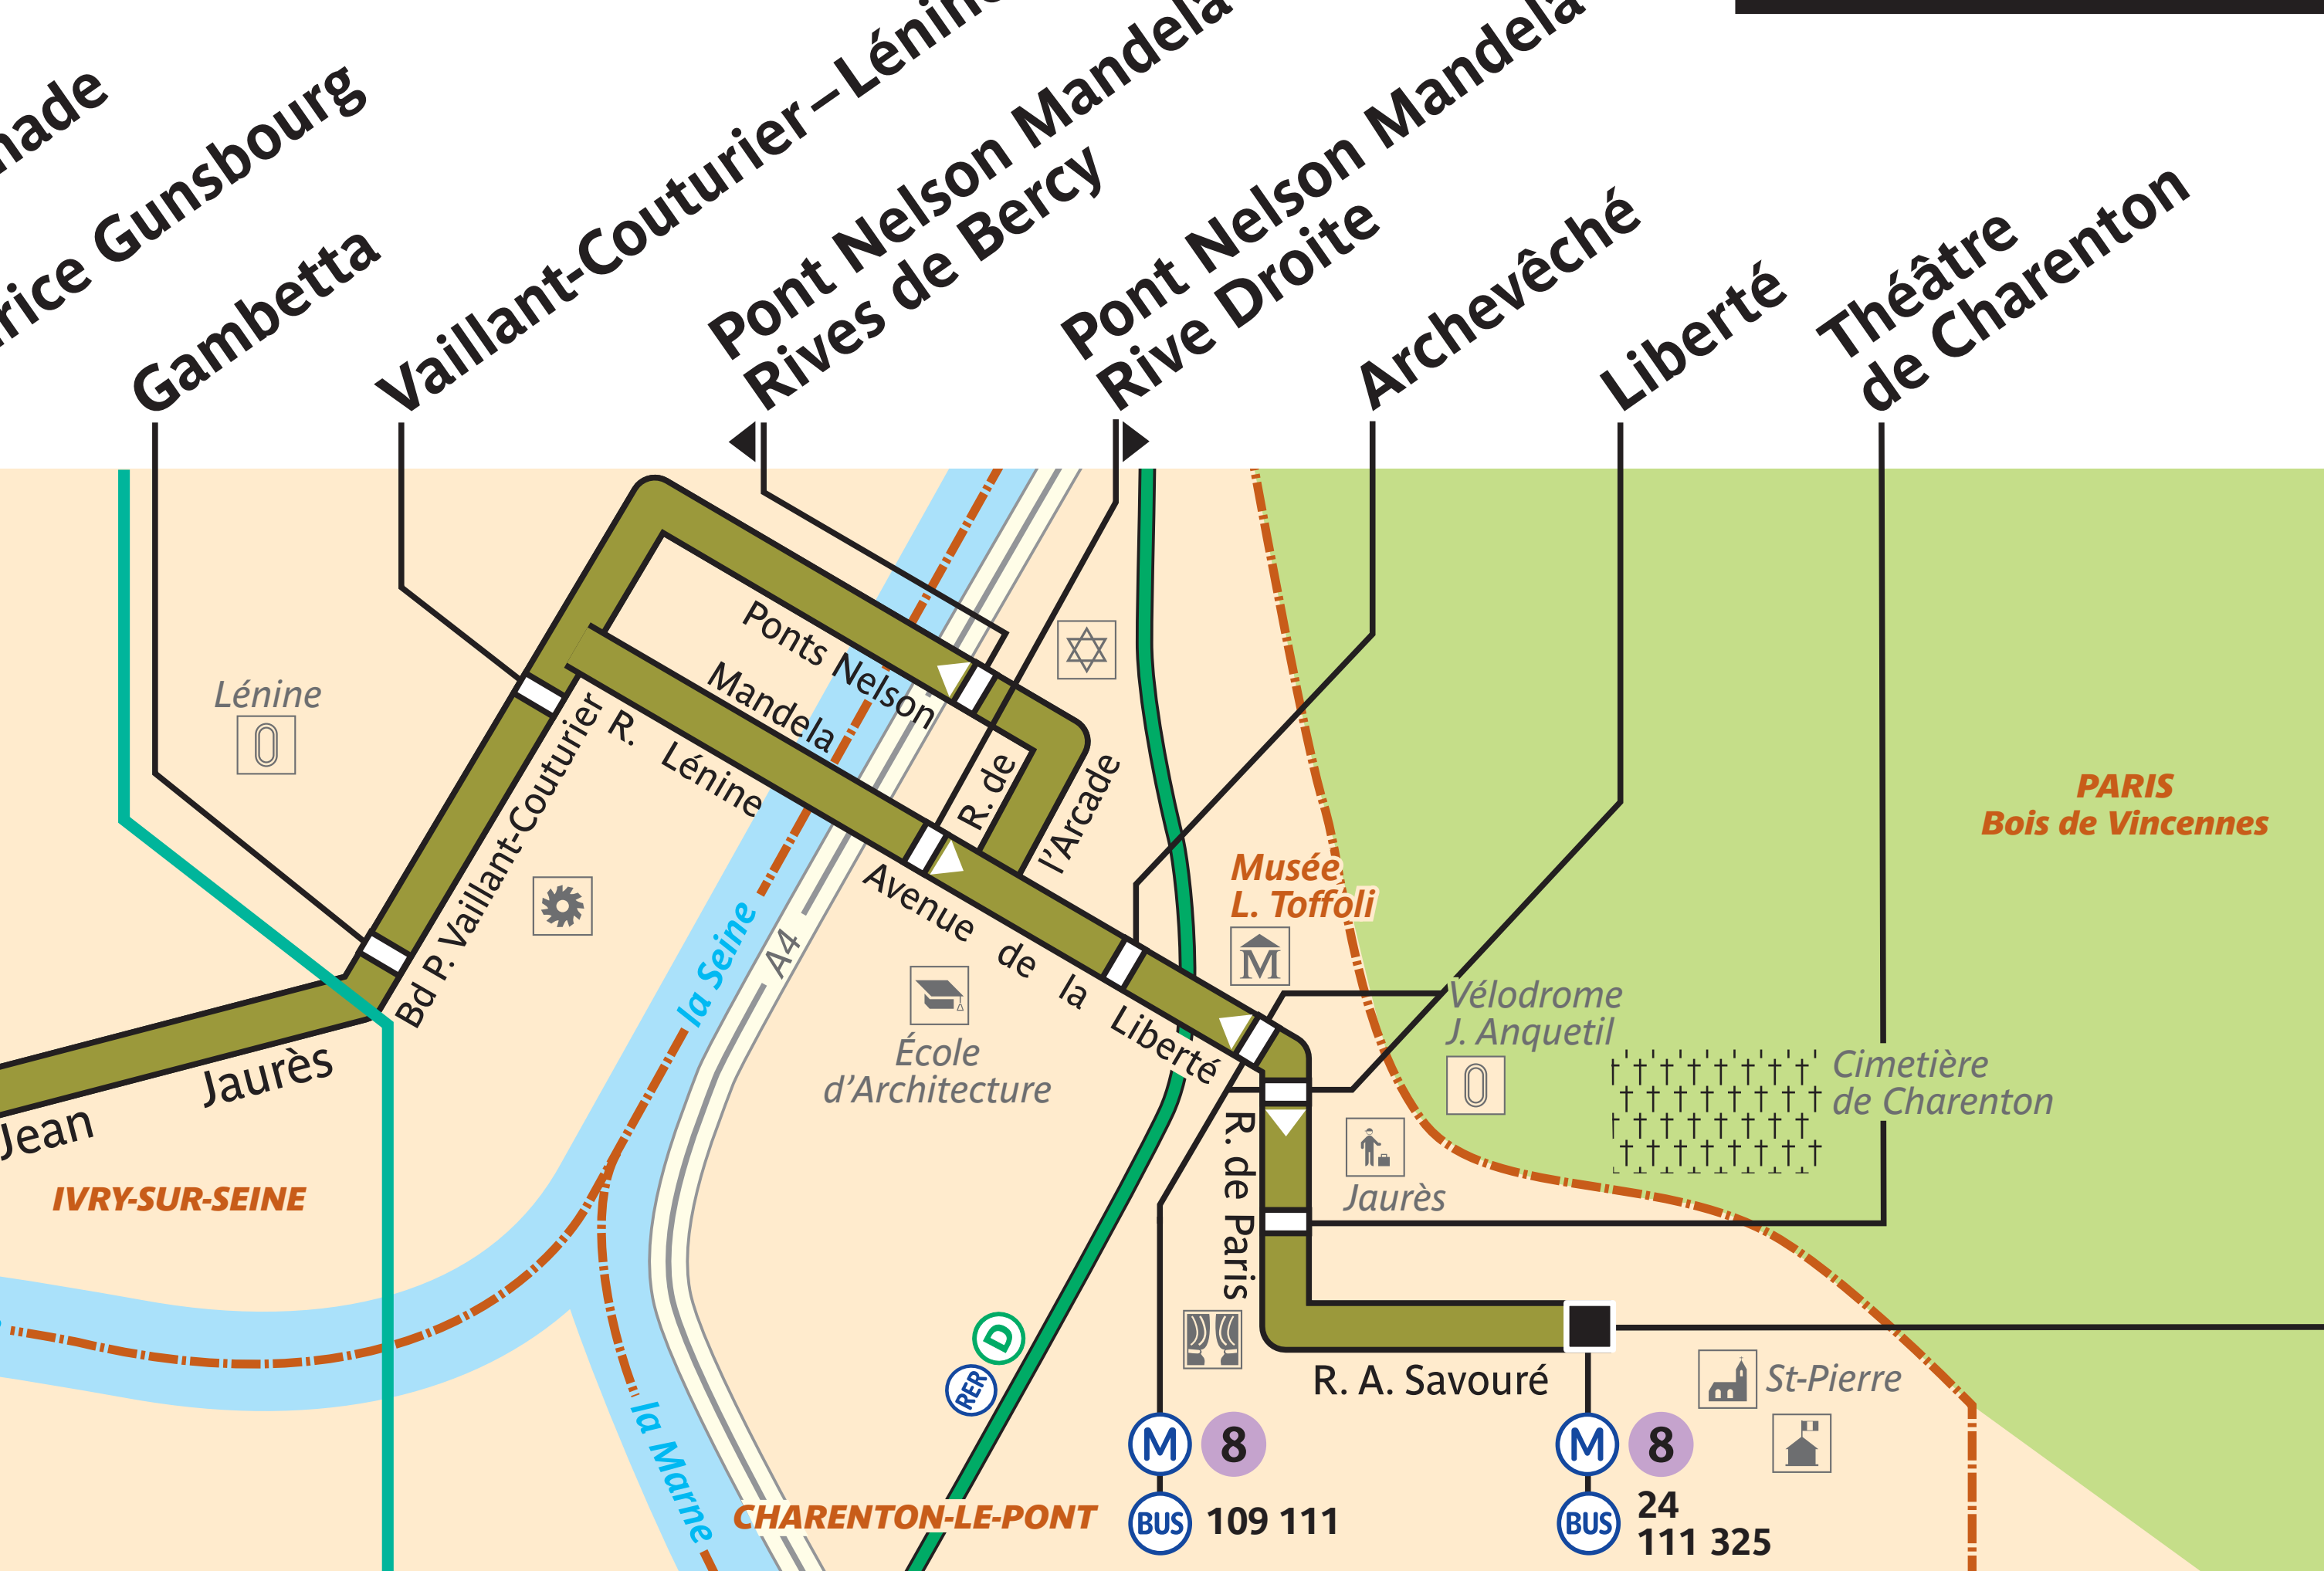 Gunsbourg
Gambetta
Vaillant-Couturier – Lénine
Pont Nelson Mandela
Rives de Bercy
Pont Nelson Mandela
Rive Droite
Archevêché
Liberté
Théâtre
de Charenton
Lénine
Ponts Nelson
Mandela
R. Lénine
Bd P. Vaillant-Couturier
R. de
l'Arcade
Avenue de la Liberté
la Seine
A4
École
d'Architecture
Musée
L. Toffoli
PARIS
Bois de Vincennes
Vélodrome
J. Anquetil
Cimetière
de Charenton
Jean Jaurès
IVRY-SUR-SEINE
R. de Paris
Jaurès
R. A. Savouré
St-Pierre
RER D
la Marne
CHARENTON-LE-PONT
M 8
BUS 109 111
M 8
BUS 24
111 325
M